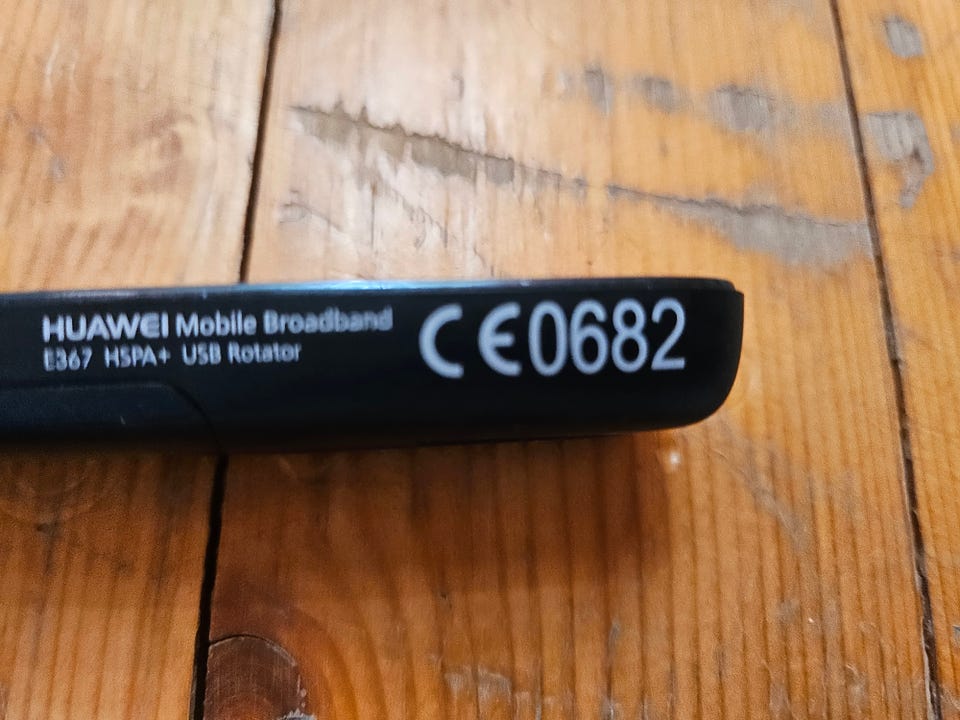 HUAWEI Mobile Broadband
E367 HSPA+ USB Rotator
CE0682